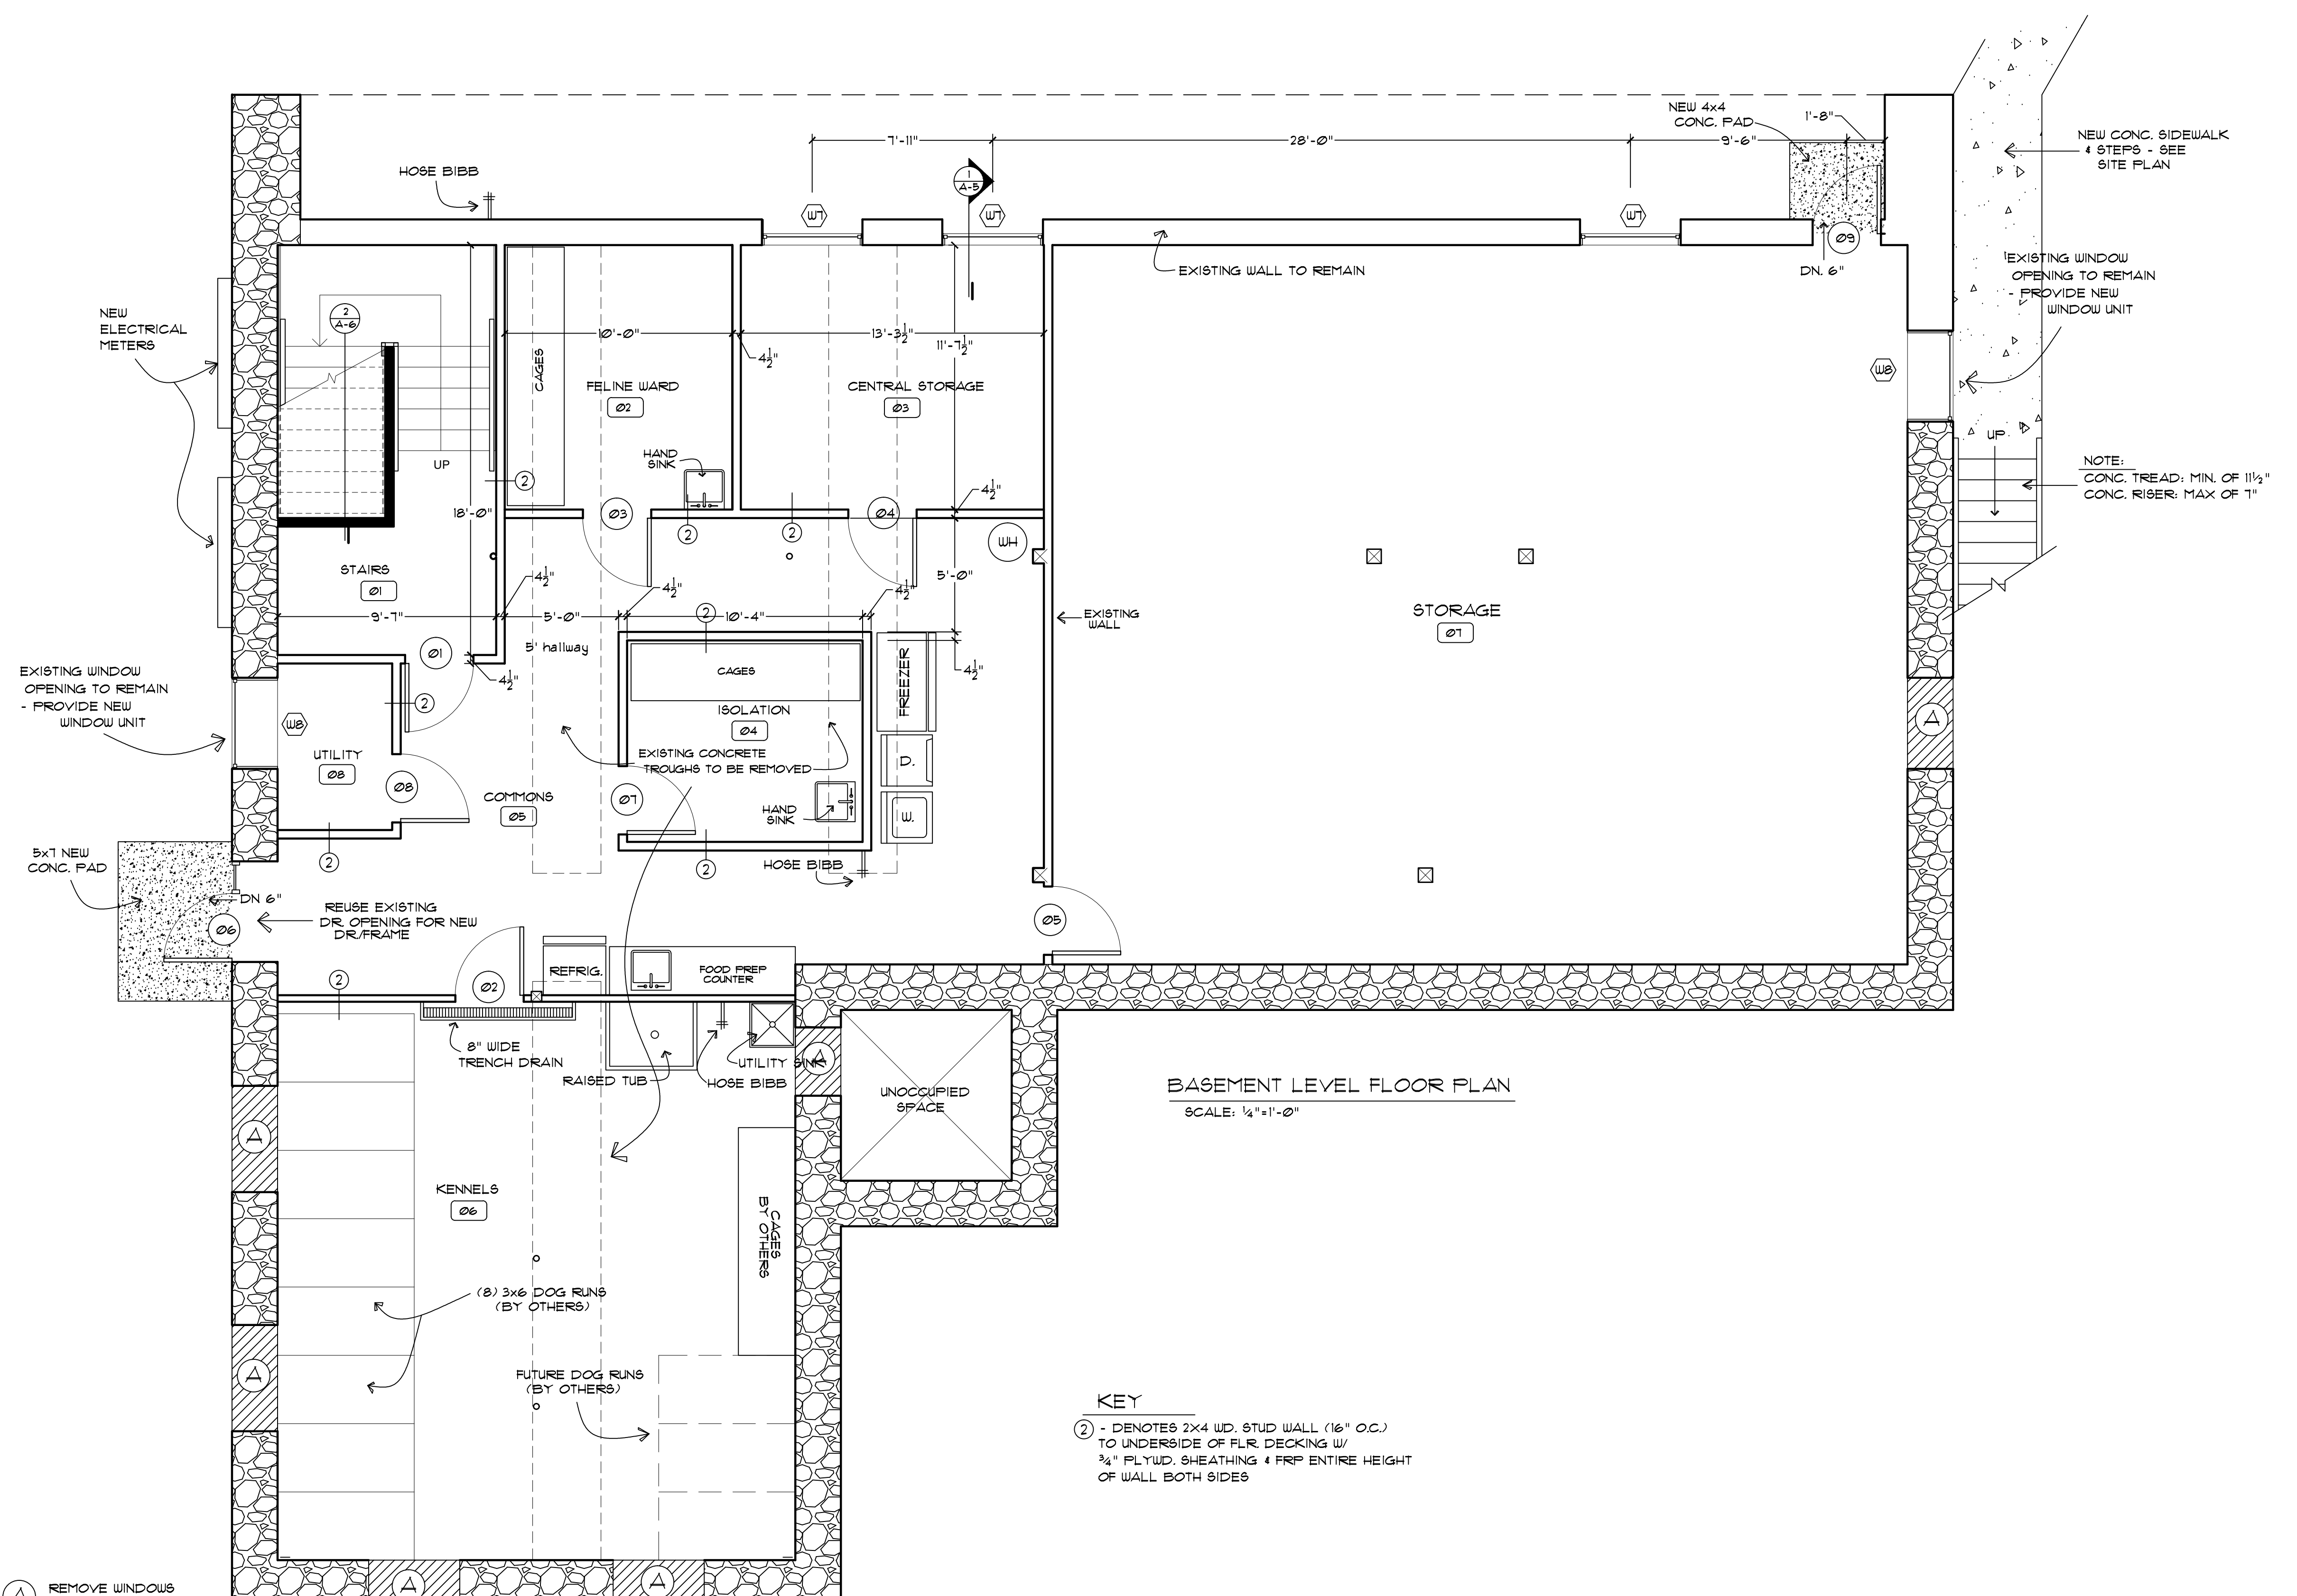 NEW 4x4
CONC. PAD
1'-8"
7'-11"
28'-0"
9'-6"
NEW CONC. SIDEWALK
& STEPS - SEE
SITE PLAN
HOSE BIBB
1
A-5
W7
W7
W7
09
DN. 6"
EXISTING WALL TO REMAIN
EXISTING WINDOW
OPENING TO REMAIN
- PROVIDE NEW
WINDOW UNIT
NEW
ELECTRICAL
METERS
2
A-6
10'-0"
13'-3½"
11'-7½"
4½"
CAGES
FELINE WARD
02
CENTRAL STORAGE
03
W8
UP
HAND
SINK
UP
2
NOTE:
CONC. TREAD: MIN. OF 11½"
CONC. RISER: MAX OF 7"
4½"
18'-0"
03
04
2
2
WH
STAIRS
01
4½"
4½"
4½"
5'-0"
9'-7"
5'-0"
2
10'-4"
EXISTING
WALL
STORAGE
07
5' hallway
01
4½"
4½"
CAGES
FREEZER
EXISTING WINDOW
OPENING TO REMAIN
- PROVIDE NEW
WINDOW UNIT
2
W8
ISOLATION
04
A
UTILITY
08
EXISTING CONCRETE
TROUGHS TO BE REMOVED
D.
08
COMMONS
05
07
HAND
SINK
W.
5x7 NEW
CONC. PAD
2
2
HOSE BIBB
DN 6"
06
REUSE EXISTING
DR. OPENING FOR NEW
DR./FRAME
05
2
02
REFRIG.
FOOD PREP
COUNTER
8" WIDE
TRENCH DRAIN
RAISED TUB
HOSE BIBB
UTILITY SINK
A
UNOCCUPIED
SPACE
BASEMENT LEVEL FLOOR PLAN
SCALE: ¼"=1'-0"
A
KENNELS
06
CAGES
BY OTHERS
(8) 3x6 DOG RUNS
(BY OTHERS)
A
FUTURE DOG RUNS
(BY OTHERS)
KEY
2 - DENOTES 2X4 WD. STUD WALL (16" O.C.)
TO UNDERSIDE OF FLR. DECKING W/
¾" PLYWD. SHEATHING & FRP ENTIRE HEIGHT
OF WALL BOTH SIDES
A
A
A REMOVE WINDOWS